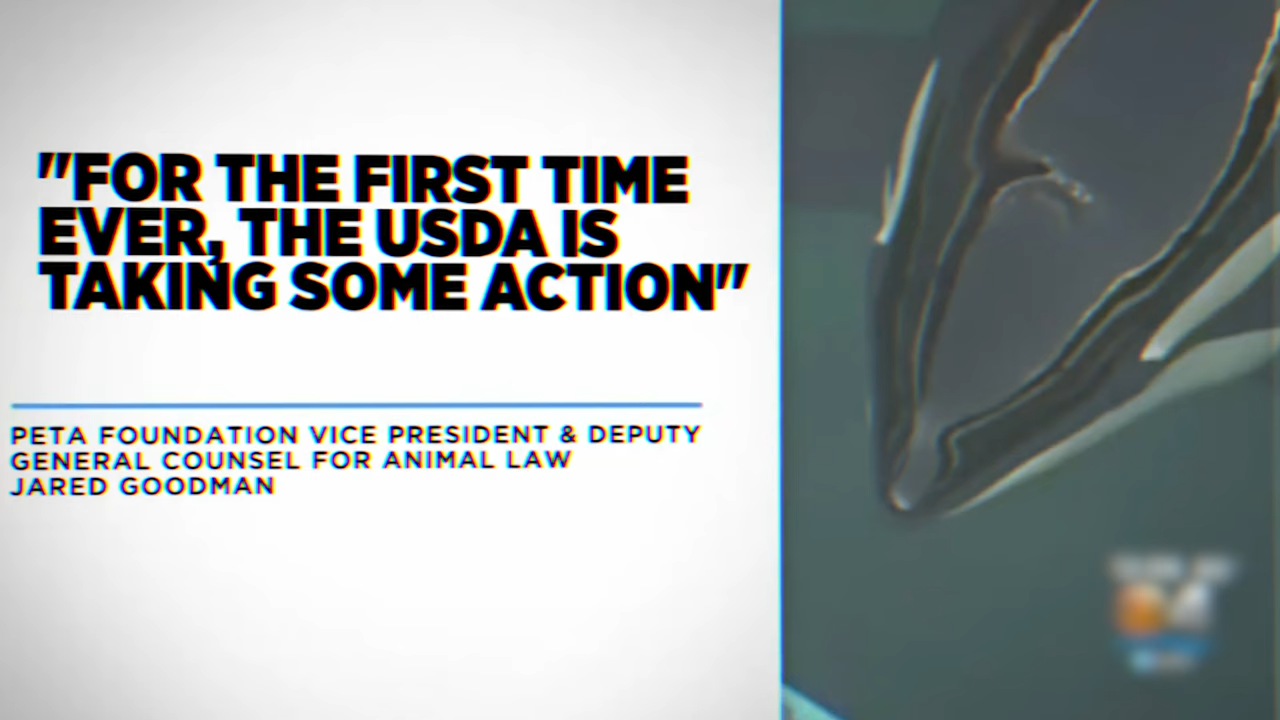 "FOR THE FIRST TIME
EVER, THE USDA IS
TAKING SOME ACTION"
PETA FOUNDATION VICE PRESIDENT & DEPUTY
GENERAL COUNSEL FOR ANIMAL LAW
JARED GOODMAN